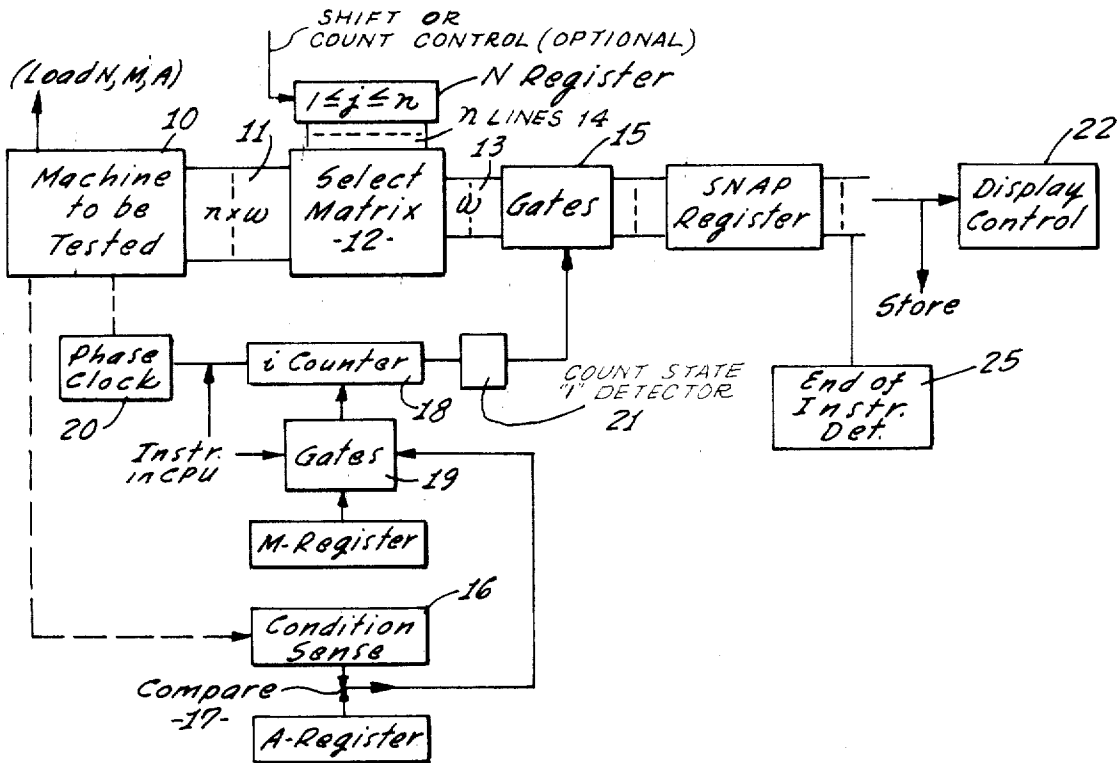 SHIFT OR
COUNT CONTROL (OPTIONAL)
(Load N, M, A)
N Register
1 ≤ j ≤ n
n LINES 14
10
11
13
15
22
Machine
to be
Tested
n x w
Select
Matrix
-12-
w
Gates
SNAP
Register
Display
Control
Store
Phase
Clock
20
i Counter
18
COUNT STATE
"1" DETECTOR
21
End of
Instr.
Det.
25
Instr.
in CPU
Gates
19
M-Register
16
Condition
Sense
Compare
-17-
A-Register